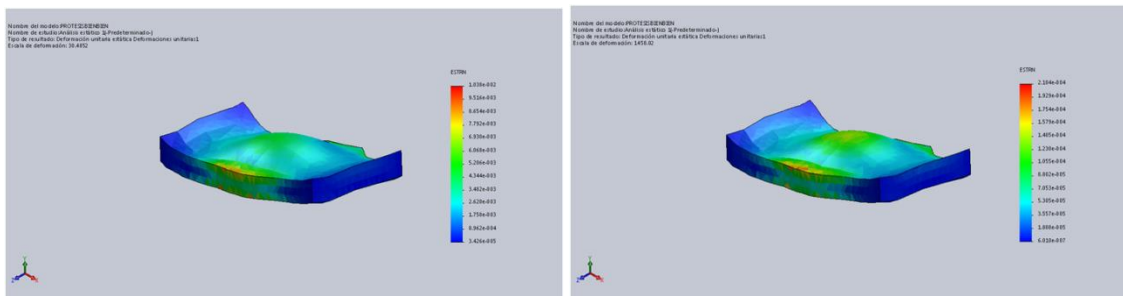 Nombre del modelo:PROTESIS2BIENBIEN
Nombre de estudio:Análisis estático 1(-Predeterminado-)
Tipo de resultado: Deformación unitaria estática Deformaciones unitarias1
Escala de deformación: 39.4852
ESTRN
1.038e-002
9.516e-003
8.654e-003
7.792e-003
6.930e-003
6.068e-003
5.206e-003
4.344e-003
3.482e-003
2.620e-003
1.758e-003
8.962e-004
3.426e-005
Y
Z
X
Nombre de estudio:Análisis estático 1(-Predeterminado-)
Tipo de resultado: Deformación unitaria estática Deformaciones unitarias1
ESTRN
2.104e-004
1.929e-004
1.754e-004
1.579e-004
1.405e-004
1.230e-004
1.055e-004
8.802e-005
7.053e-005
5.305e-005
3.557e-005
1.808e-005
6.010e-007
Y
Z
X